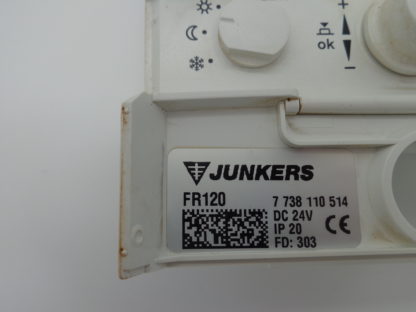 +
ok
–
JUNKERS
FR120 7 738 110 514
DC 24V
IP 20
FD: 303
CE